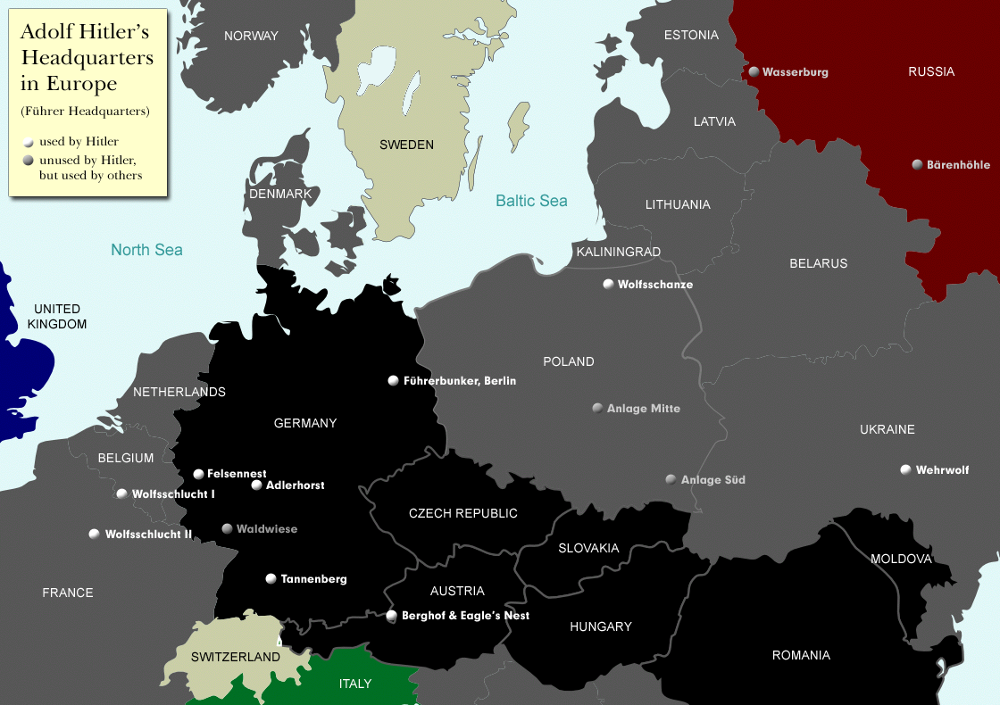 Adolf Hitler's
Headquarters
in Europe
(Führer Headquarters)
used by Hitler
unused by Hitler,
but used by others
NORWAY
ESTONIA
Wasserburg
RUSSIA
LATVIA
SWEDEN
Bärenhöhle
DENMARK
Baltic Sea
LITHUANIA
North Sea
KALININGRAD
BELARUS
Wolfsschanze
UNITED
KINGDOM
POLAND
Führerbunker, Berlin
NETHERLANDS
Anlage Mitte
GERMANY
UKRAINE
BELGIUM
Wehrwolf
Felsennest
Anlage Süd
Adlerhorst
Wolfsschlucht I
CZECH REPUBLIC
Waldwiese
Wolfsschlucht II
SLOVAKIA
MOLDOVA
Tannenberg
FRANCE
AUSTRIA
Berghof & Eagle's Nest
HUNGARY
SWITZERLAND
ROMANIA
ITALY